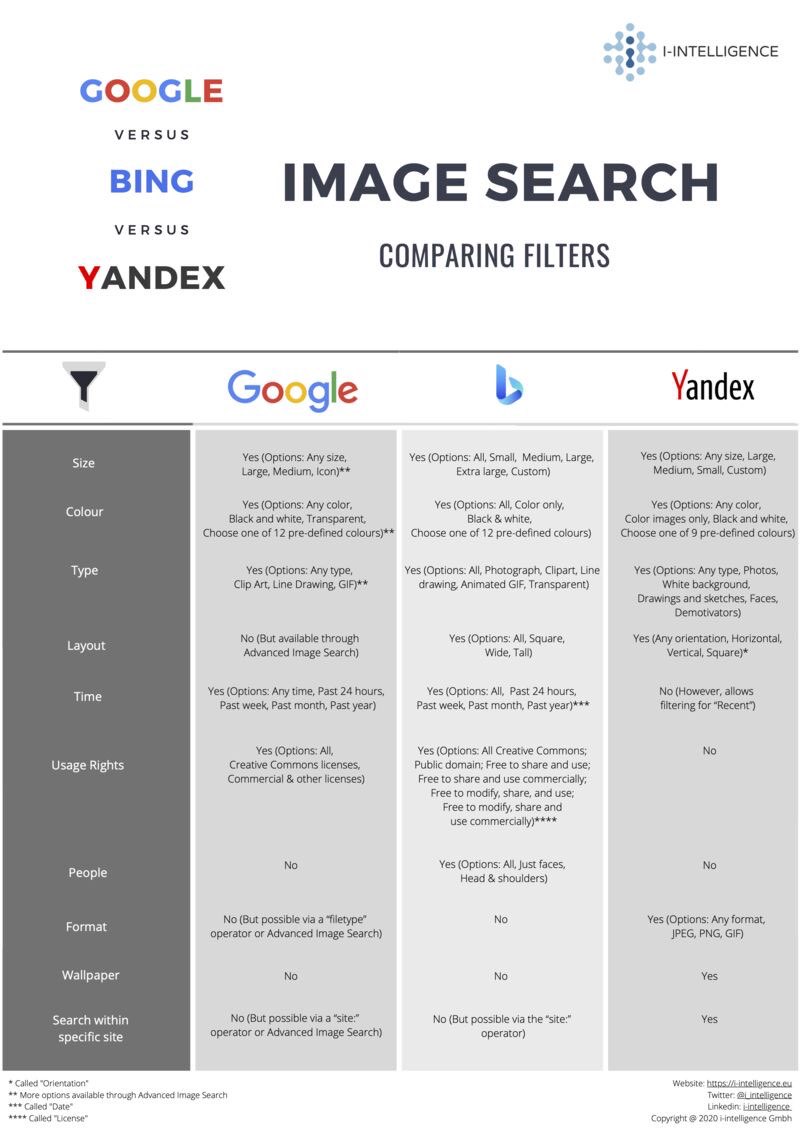 I-INTELLIGENCE
GOOGLE
VERSUS
BING
VERSUS
YANDEX
IMAGE SEARCH
COMPARING FILTERS
Google
Yandex
Size
Yes (Options: Any size,
Large, Medium, Icon)**
Yes (Options: All, Small, Medium, Large,
Extra large, Custom)
Yes (Options: Any size, Large,
Medium, Small, Custom)
Colour
Yes (Options: Any color,
Black and white, Transparent,
Choose one of 12 pre-defined colours)**
Yes (Options: All, Color only,
Black & white,
Choose one of 12 pre-defined colours)
Yes (Options: Any color,
Color images only, Black and white,
Choose one of 9 pre-defined colours)
Type
Yes (Options: Any type,
Clip Art, Line Drawing, GIF)**
Yes (Options: All, Photograph, Clipart, Line
drawing, Animated GIF, Transparent)
Yes (Options: Any type, Photos,
White background,
Drawings and sketches, Faces,
Demotivators)
Layout
No (But available through
Advanced Image Search)
Yes (Options: All, Square,
Wide, Tall)
Yes (Any orientation, Horizontal,
Vertical, Square)*
Time
Yes (Options: Any time, Past 24 hours,
Past week, Past month, Past year)
Yes (Options: All, Past 24 hours,
Past week, Past month, Past year)***
No (However, allows
filtering for “Recent”)
Usage Rights
Yes (Options: All,
Creative Commons licenses,
Commercial & other licenses)
Yes (Options: All Creative Commons;
Public domain; Free to share and use;
Free to share and use commercially;
Free to modify, share, and use;
Free to modify, share and
use commercially)****
No
People
No
Yes (Options: All, Just faces,
Head & shoulders)
No
Format
No (But possible via a “filetype”
operator or Advanced Image Search)
No
Yes (Options: Any format,
JPEG, PNG, GIF)
Wallpaper
No
No
Yes
Search within
specific site
No (But possible via a “site:”
operator or Advanced Image Search)
No (But possible via the “site:”
operator)
Yes
* Called "Orientation"
** More options available through Advanced Image Search
*** Called "Date"
**** Called "License"
Website: https://i-intelligence.eu
Twitter: @i_intelligence
Linkedin: i-intelligence
Copyright @ 2020 i-intelligence Gmbh